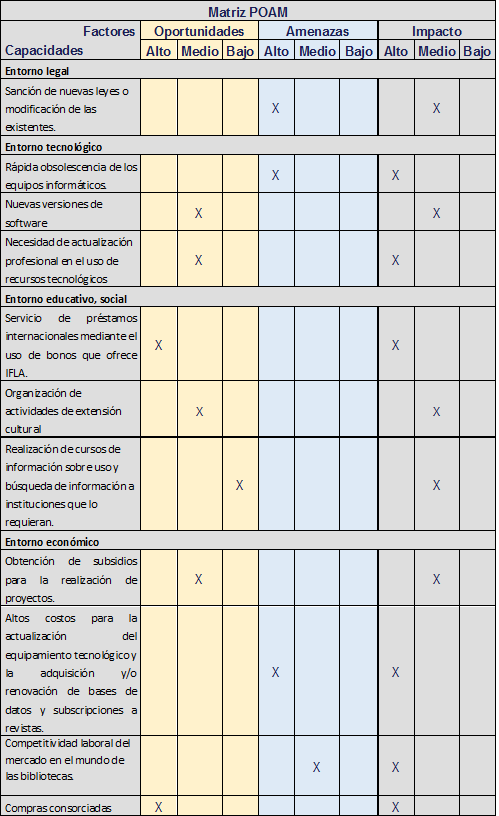 Matriz POAM
Factores Oportunidades Amenazas Impacto
Capacidades Alto Medio Bajo Alto Medio Bajo Alto Medio Bajo
Entorno legal
Sanción de nuevas leyes o
modificación de las X X
existentes.
Entorno tecnológico
Rápida obsolescencia de los X X
equipos informáticos.
Nuevas versiones de X X
software
Necesidad de actualización
profesional en el uso de X X
recursos tecnológicos
Entorno educativo, social
Servicio de préstamos
internacionales mediante el X X
uso de bonos que ofrece
IFLA.
Organización de
actividades de extensión X X
cultural
Realización de cursos de
información sobre uso y
búsqueda de información a X X
instituciones que lo
requieran.
Entorno económico
Obtención de subsidios
para la realización de X X
proyectos.
Altos costos para la
actualización del
equipamiento tecnológico y
la adquisición y/o X X
renovación de bases de
datos y subscripciones a
revistas.
Competitividad laboral del
mercado en el mundo de X X
las bibliotecas.
Compras consorciadas X X